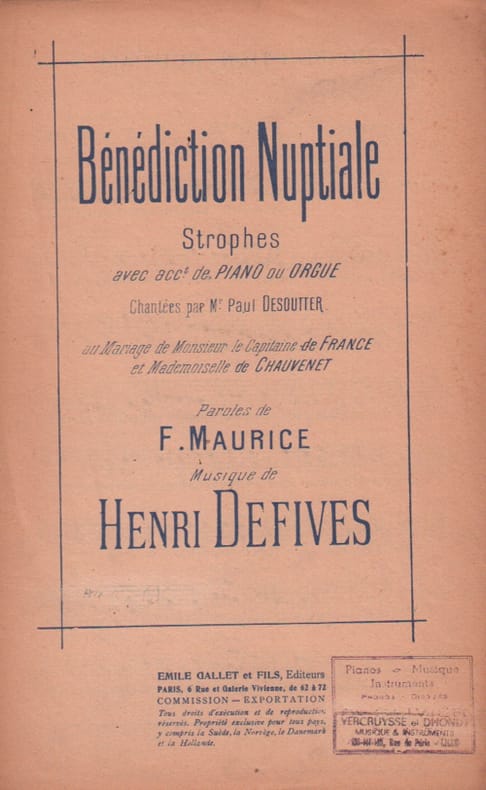 Bénédiction Nuptiale
Strophes
avec acct. de PIANO ou ORGUE
Chantées par Mr. Paul DESOUTTER
au Mariage de Monsieur le Capitaine de FRANCE
et Mademoiselle de CHAUVENET
Paroles de
F. MAURICE
Musique de
HENRI DEFIVES
EMILE GALLET et FILS, Editeurs
PARIS, 6 Rue et Galerie Vivienne, de 62 à 72
COMMISSION — EXPORTATION
Tous droits d'exécution et de reproduction
réservés. Propriété exclusive pour tous pays,
y compris la Suède, la Norvège, le Danemark
et la Hollande.
Pianos Musique
Instruments
VERCRUYSSE et DHONDT
MUSIQUE & INSTRUMENTS
Rue de Paris